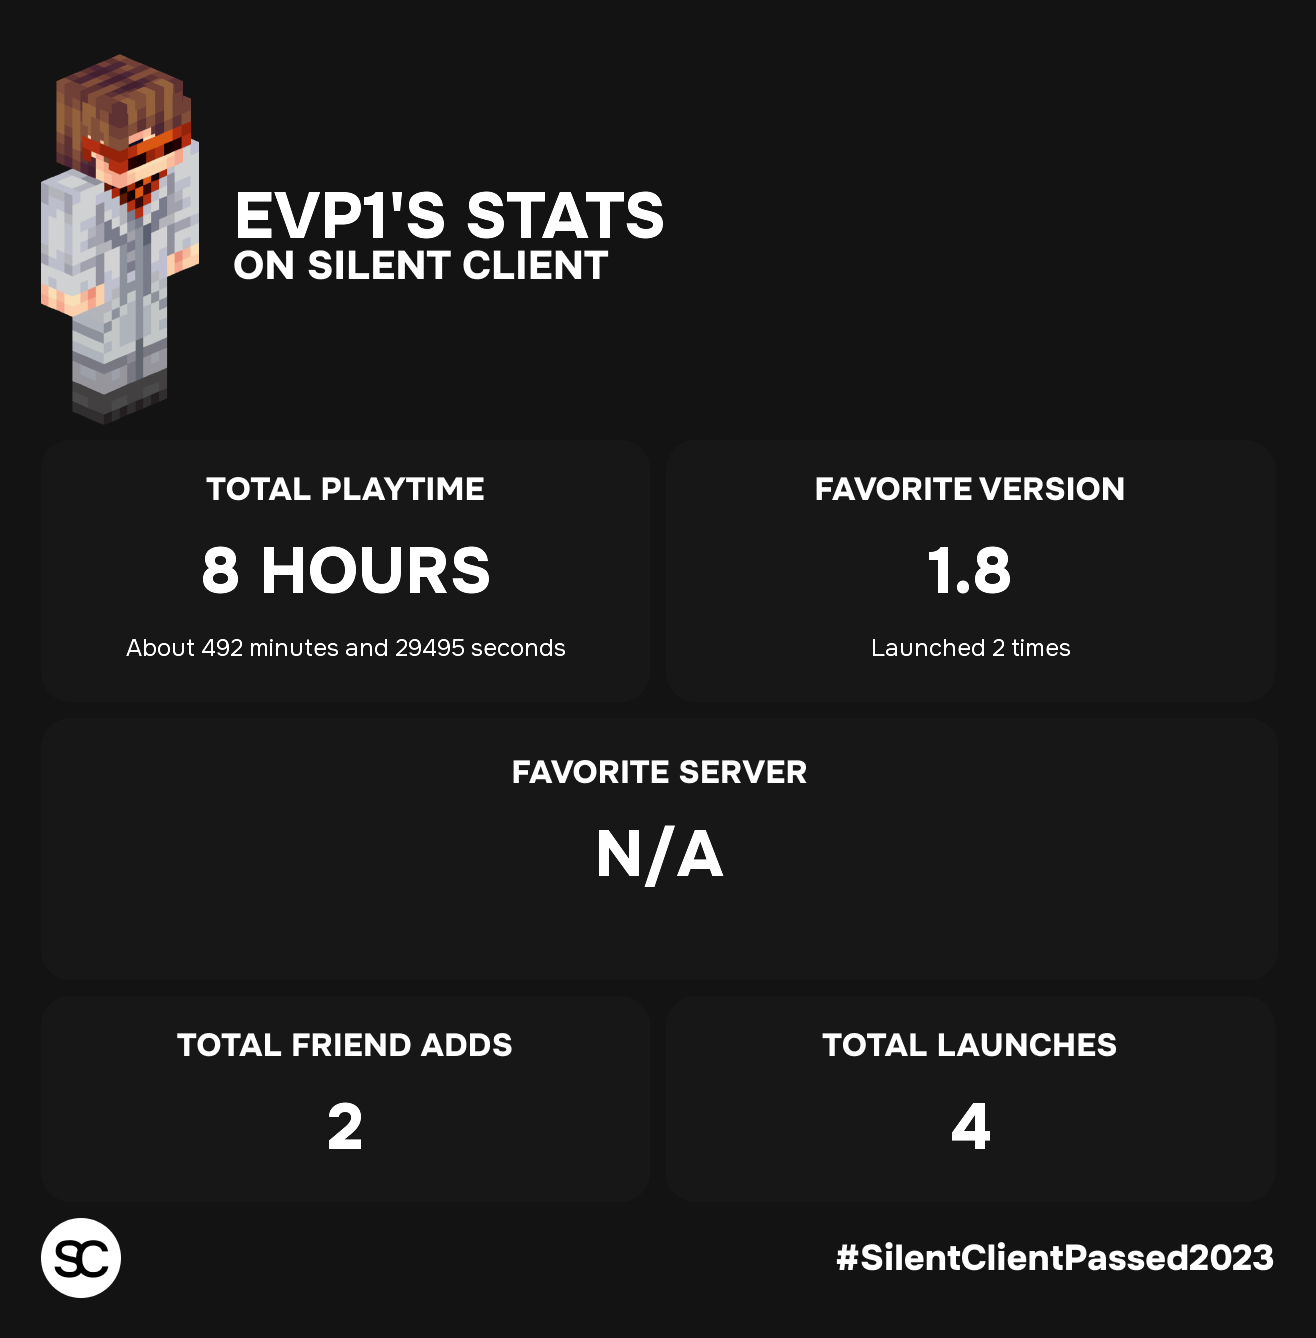 EVP1'S STATS
ON SILENT CLIENT
TOTAL PLAYTIME
8 HOURS
About 492 minutes and 29495 seconds
FAVORITE VERSION
1.8
Launched 2 times
FAVORITE SERVER
N/A
TOTAL FRIEND ADDS
2
TOTAL LAUNCHES
4
SC
#SilentClientPassed2023